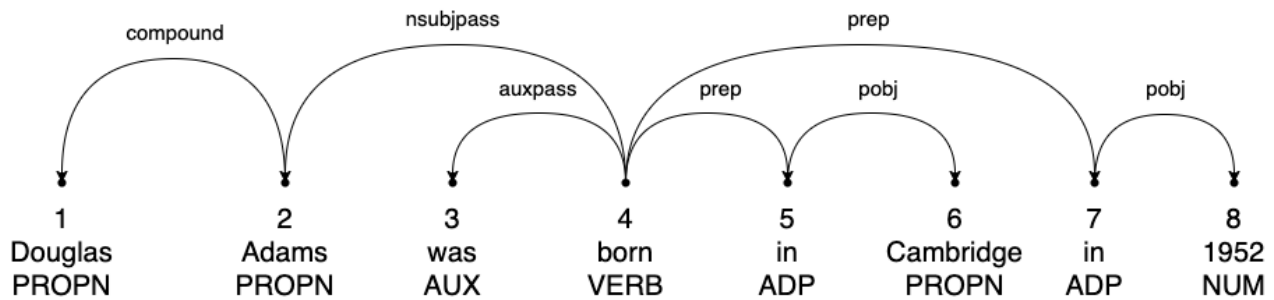 nsubjpass prep
compound
auxpass prep pobj pobj
1 2 3 4 5 6 7 8
Douglas Adams was born in Cambridge in 1952
PROPN PROPN AUX VERB ADP PROPN ADP NUM